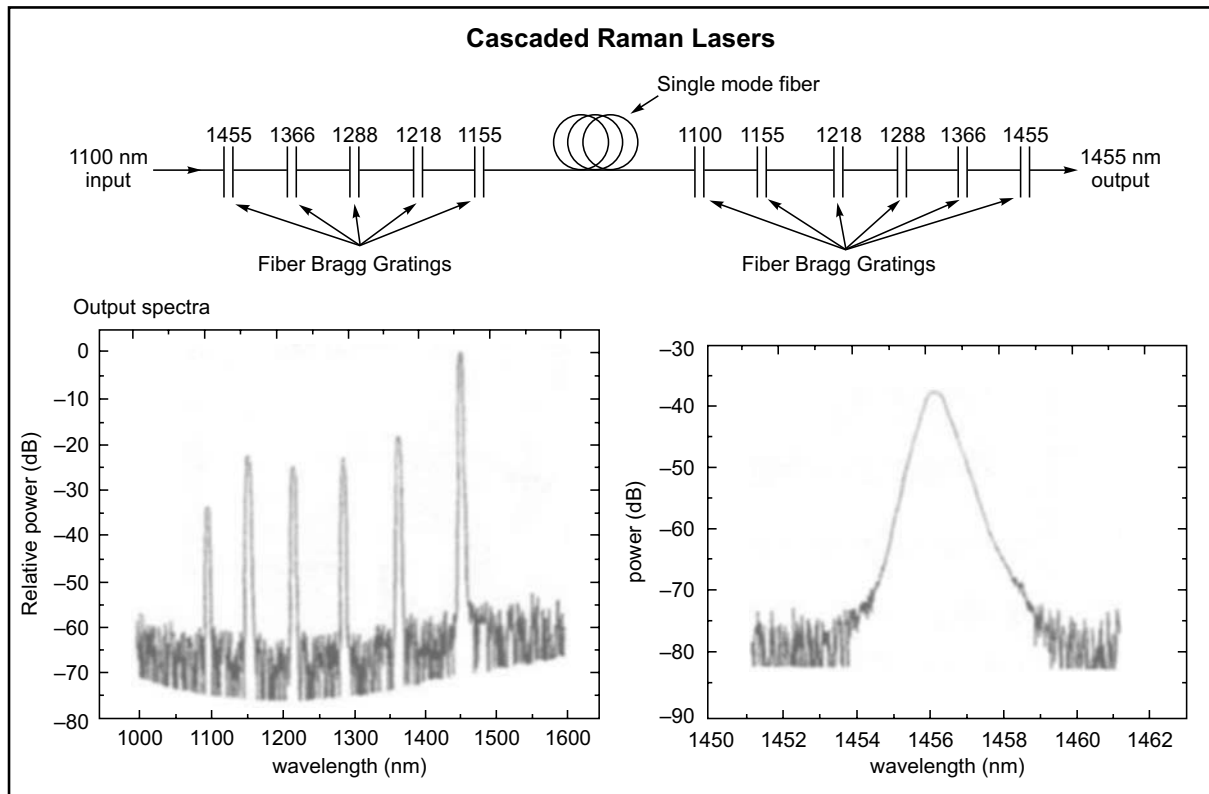 Cascaded Raman Lasers
Single mode fiber
1455 1366 1288 1218 1155
1100 1155 1218 1288 1366 1455
1100 nm
input
1455 nm
output
Fiber Bragg Gratings
Fiber Bragg Gratings
Output spectra
Relative power (dB)
0
–10
–20
–30
–40
–50
–60
–70
–80
1000 1100 1200 1300 1400 1500 1600
wavelength (nm)
power (dB)
–30
–40
–50
–60
–70
–80
–90
1450 1452 1454 1456 1458 1460 1462
wavelength (nm)